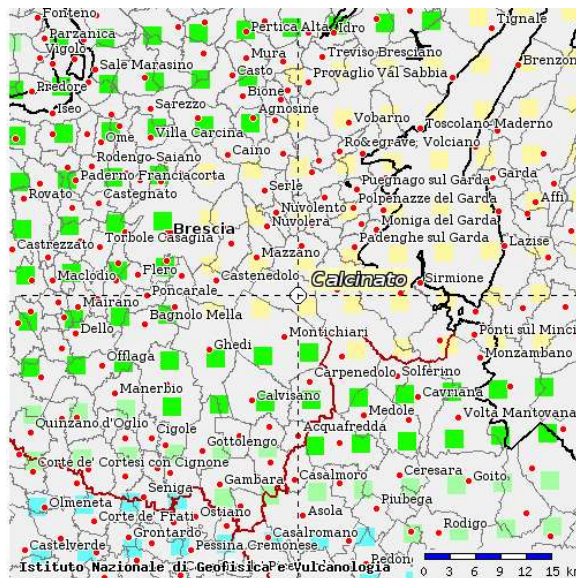 Fonteno
Pertica Alta
Idro
Tignale
Parzanica
Vigolo
Mura
Treviso Bresciano
Brenzon
Sale Marasino
Casto
Provaglio Val Sabbia
Predore
Bione
Iseo
Sarezzo
Agnosine
Vobarno
Toscolano Maderno
Ome
Villa Carcina
Ro&egrave; Volciano
Rodengo-Saiano
Caino
Garda
Paderno Franciacorta
Serle
Puegnago sul Garda
Rovato
Castegnato
Nuvolento
Polpenazze del Garda
Affi
Nuvolera
Moniga del Garda
Brescia
Torbole Casaglia
Padenghe sul Garda
Lazise
Castrezzato
Mazzano
Maclodio
Flero
Castenedolo
Calcinato
Sirmione
Poncarale
Mairano
Bagnolo Mella
Dello
Montichiari
Ponti sul Minci
Ghedi
Monzambano
Offlaga
Carpenedolo
Solferino
Manerbio
Calvisano
Cavriana
Medole
Volta Mantovana
Quinzano d'Oglio
Cigole
Acquafredda
Gottolengo
Corte de' Cortesi con Cignone
Gambara
Casalmoro
Ceresara
Goito
Seniga
Olmeneta
Piubega
Corte de' Frati
Ostiano
Asola
Rodigo
Grontardo
Casalromano
Castelverde
Pessina Cremonese
Istituto Nazionale di Geofisica e Vulcanologia
0 3 6 9 12 15 k